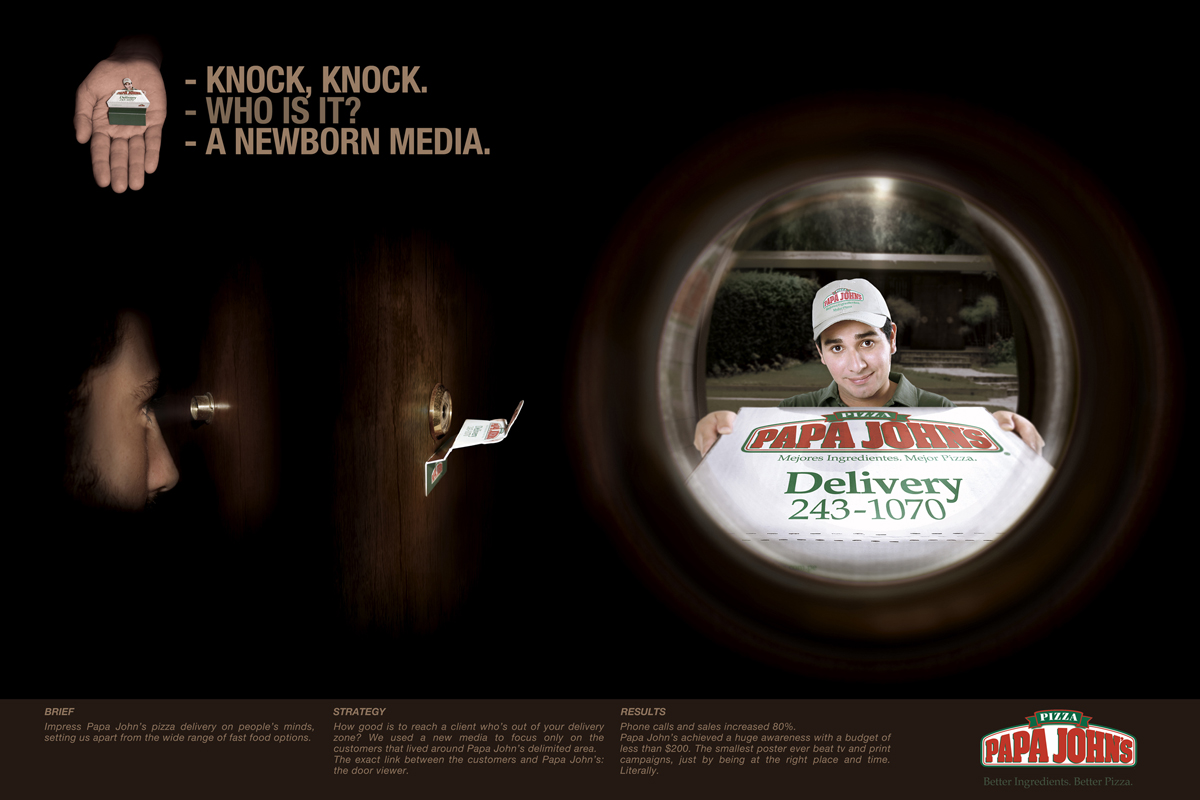 - KNOCK, KNOCK.
- WHO IS IT?
- A NEWBORN MEDIA.
PAPA JOHN'S
PIZZA
PAPA JOHN'S
Mejores Ingredientes. Mejor Pizza.
Delivery
243-1070
BRIEF
Impress Papa John's pizza delivery on people's minds,
setting us apart from the wide range of fast food options.
STRATEGY
How good is to reach a client who's out of your delivery
zone? We used a new media to focus only on the
customers that lived around Papa John's delimited area.
The exact link between the customers and Papa John's:
the door viewer.
RESULTS
Phone calls and sales increased 80%.
Papa John's achieved a huge awareness with a budget of
less than $200. The smallest poster ever beat tv and print
campaigns, just by being at the right place and time.
Literally.
PIZZA
PAPA JOHN'S
Better Ingredients. Better Pizza.